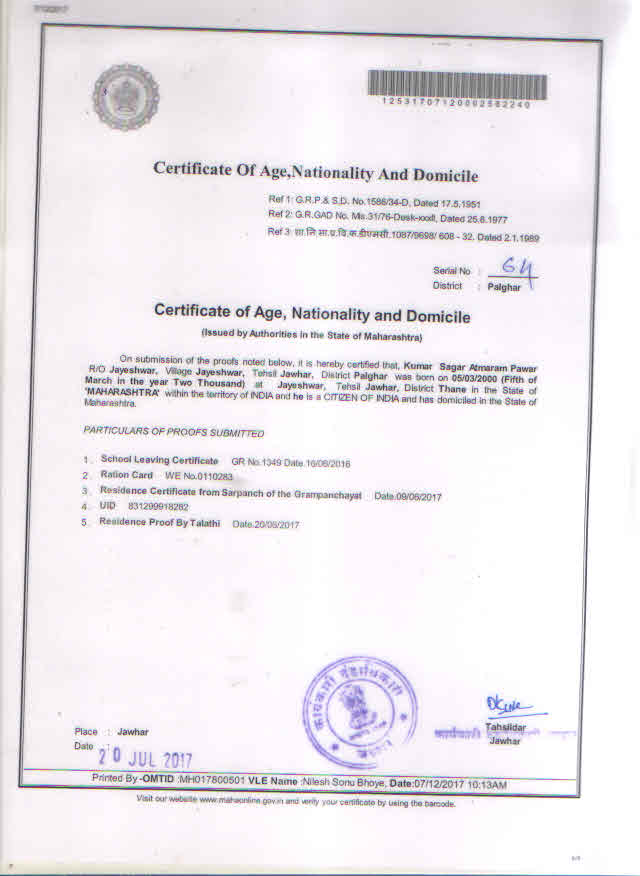 12531707120002582240
Certificate Of Age,Nationality And Domicile
Ref 1: G.R.P.& S.D. No.1586/34-D, Dated 17.5.1951
Ref 2: G.R.GAD No. Mis.31/76-Desk-xxxII, Dated 25.8.1977
Ref 3: शा.नि.मा.प्र.वि.क.डीएमसी.1087/9698/ 608 - 32. Dated 2.1.1989
Serial No : 64
District : Palghar
Certificate of Age, Nationality and Domicile
(Issued by Authorities in the State of Maharashtra)
On submission of the proofs noted below, it is hereby certified that, Kumar Sagar Atmaram Pawar
R/O Jayeshwar, Village Jayeshwar, Tehsil Jawhar, District Palghar was born on 05/03/2000 (Fifth of
March in the year Two Thousand) at Jayeshwar, Tehsil Jawhar, District Thane in the State of
'MAHARASHTRA' within the territory of INDIA and he is a CITIZEN OF INDIA and has domiciled in the State of
Maharashtra.
PARTICULARS OF PROOFS SUBMITTED
1. School Leaving Certificate GR No.1349 Date.16/06/2016
2. Ration Card WE No.0110283
3. Residence Certificate from Sarpanch of the Grampanchayat Date.09/06/2017
4. UID 831299918282
5. Residence Proof By Talathi Date.20/06/2017
कार्यकारी दंडाधिकारी
Tahsildar
Jawhar
Place : Jawhar
Date :
20 JUL 2017
Printed By -OMTID :MH017800501 VLE Name :Nilesh Sonu Bhoye, Date:07/12/2017 10:13AM
Visit our website www.mahaonline.gov.in and verify your certificate by using the barcode.